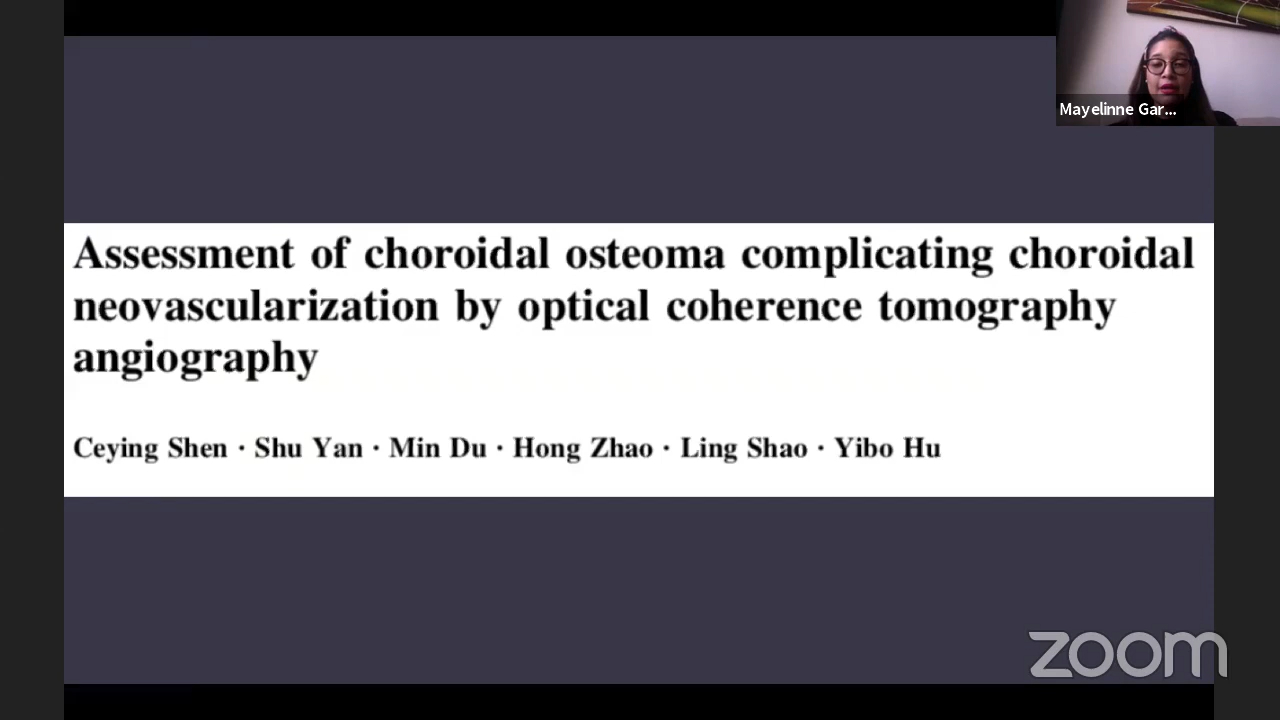 Mayelinne Gar...
Assessment of choroidal osteoma complicating choroidal
neovascularization by optical coherence tomography
angiography
Ceying Shen · Shu Yan · Min Du · Hong Zhao · Ling Shao · Yibo Hu
zoom